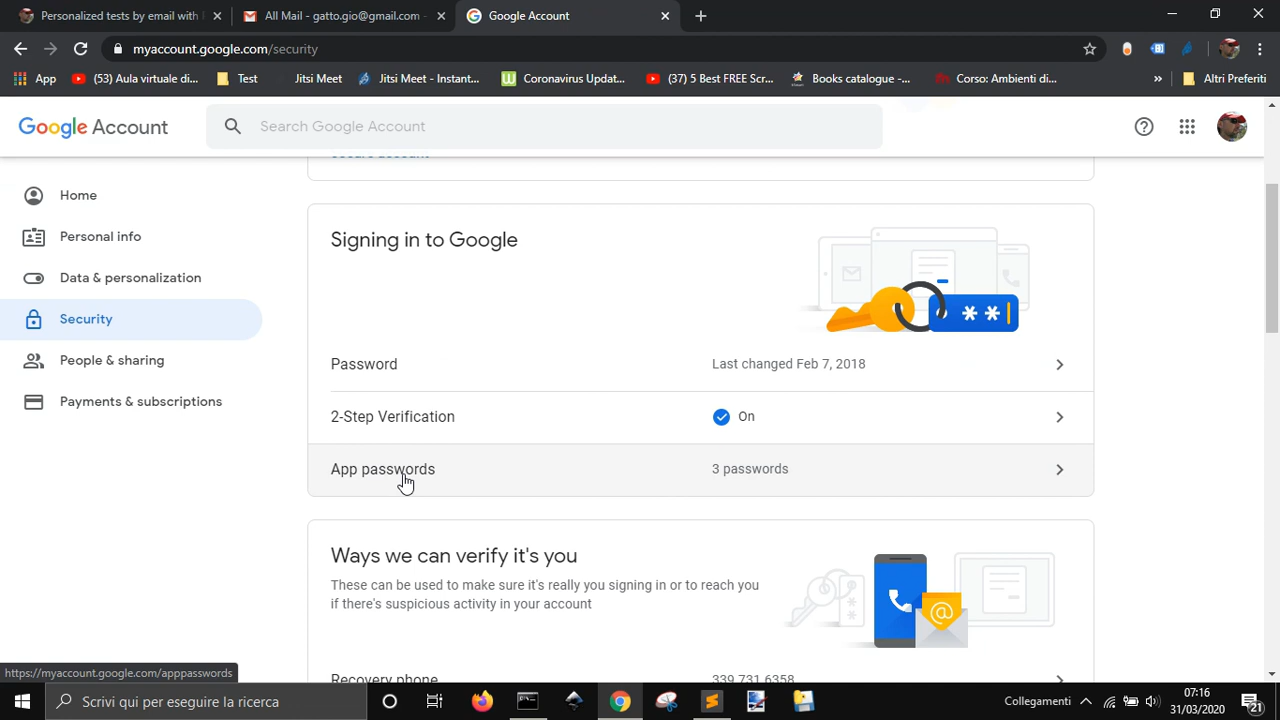 Personalized tests by email with
All Mail - gatto.gio@gmail.com -
Google Account
myaccount.google.com/security
App
(53) Aula virtuale di...
Test
Jitsi Meet
Jitsi Meet - Instant...
Coronavirus Updat...
(37) 5 Best FREE Scr...
Books catalogue -...
Corso: Ambienti di...
»
Altri Preferiti
Google Account
Search Google Account
Home
Personal info
Data & personalization
Security
People & sharing
Payments & subscriptions
Signing in to Google
* *
Password
Last changed Feb 7, 2018
2-Step Verification
On
App passwords
3 passwords
Ways we can verify it's you
These can be used to make sure it's really you signing in or to reach you
if there's suspicious activity in your account
@
Recovery phone
339 731 6358
https://myaccount.google.com/apppasswords
Scrivi qui per eseguire la ricerca
Collegamenti
07:16
31/03/2020
21